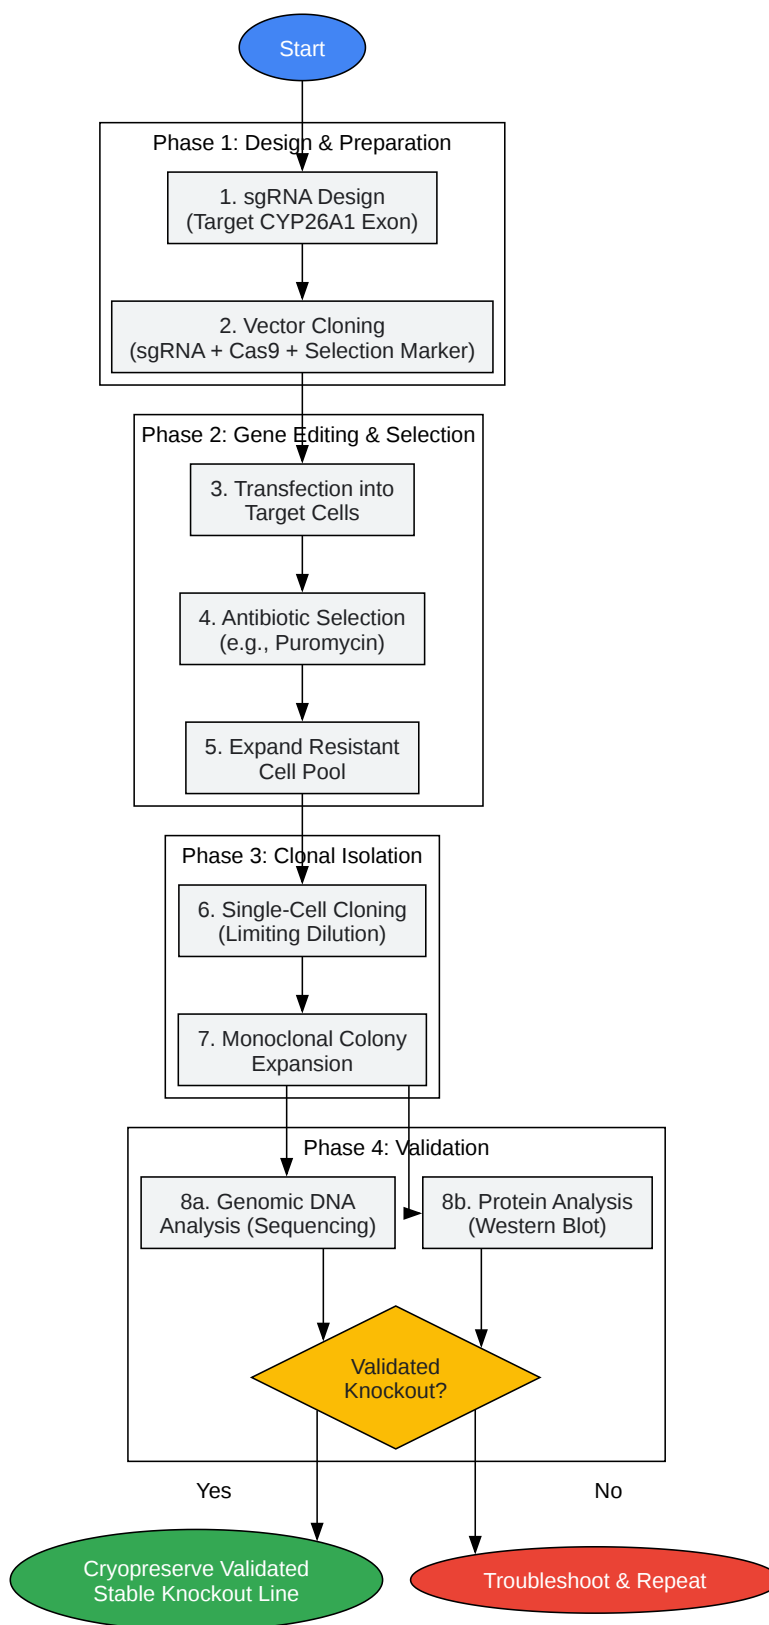 Start
Phase 1: Design & Preparation
1. sgRNA Design
(Target CYP26A1 Exon)
2. Vector Cloning
(sgRNA + Cas9 + Selection Marker)
Phase 2: Gene Editing & Selection
3. Transfection into
Target Cells
4. Antibiotic Selection
(e.g., Puromycin)
5. Expand Resistant
Cell Pool
Phase 3: Clonal Isolation
6. Single-Cell Cloning
(Limiting Dilution)
7. Monoclonal Colony
Expansion
Phase 4: Validation
8a. Genomic DNA
Analysis (Sequencing)
8b. Protein Analysis
(Western Blot)
Validated
Knockout?
Yes
No
Cryopreserve Validated
Stable Knockout Line
Troubleshoot & Repeat